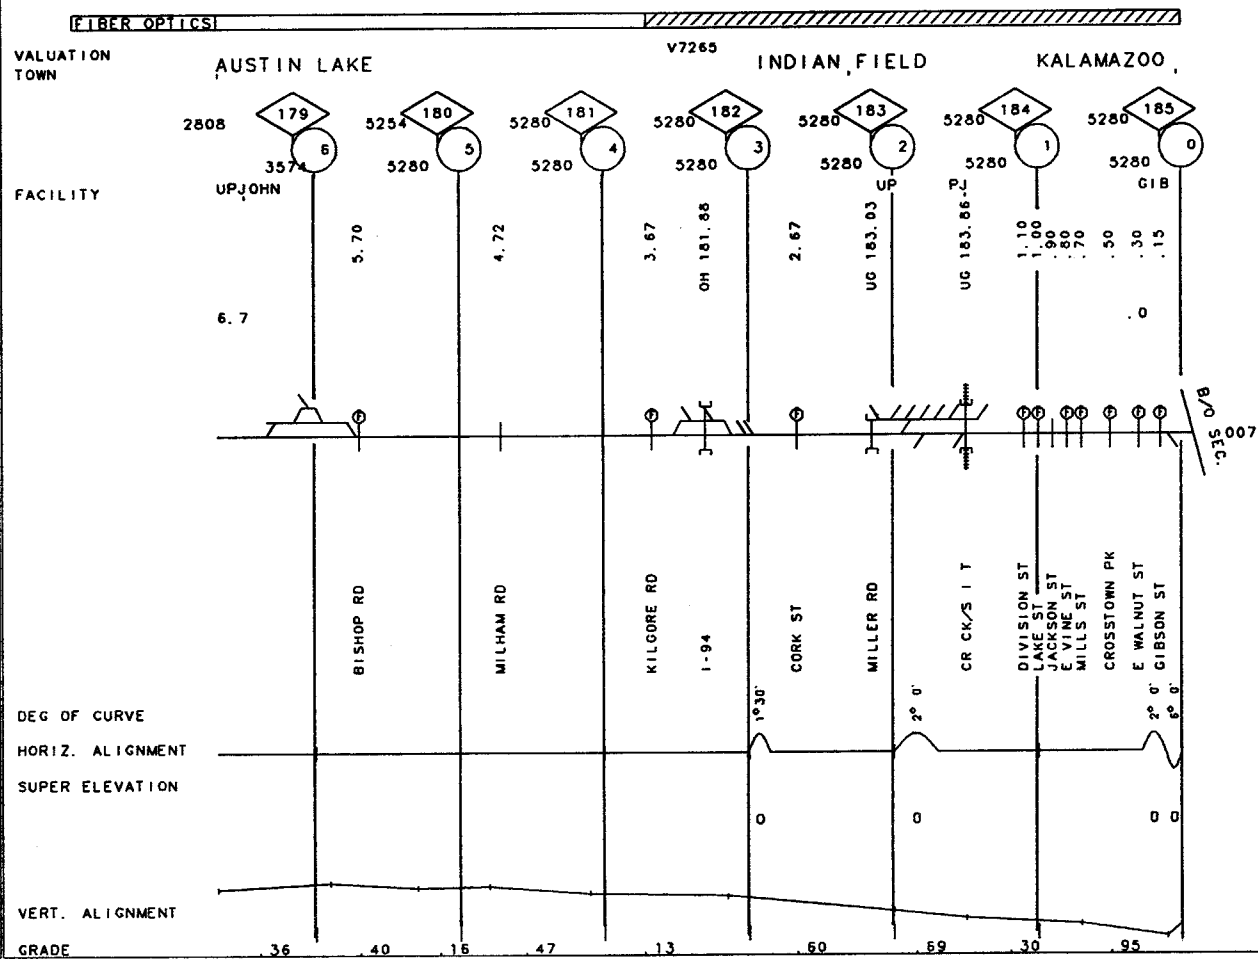 FIBER OPTICS
VALUATION V7265
TOWN AUSTIN LAKE INDIAN FIELD KALAMAZOO
179 180 181 182 183 184 185
2808 5254 5280 5280 5280 5280 5280
6 5 4 3 2 1 0
3574 5280 5280 5280 5280 5280 5280
FACILITY UPJOHN UP PJ GIB
5.70 4.72 3.67 OH 181.88 2.67 UG 183.03 UG 183.86-J 1.10 1.00 .90 .80 .70 .50 .30 .15
6.7 .0
F F F F F F F F F F
B/O SEC. 007
BISHOP RD MILHAM RD KILGORE RD I-94 CORK ST MILLER RD CR CK/S I T DIVISION ST LAKE ST JACKSON ST E VINE ST MILLS ST CROSSTOWN PK E WALNUT ST GIBSON ST
DEG OF CURVE 1°30' 2° 0' 2° 0' 6° 0'
HORIZ. ALIGNMENT
SUPER ELEVATION
0 0 0 0
VERT. ALIGNMENT
GRADE .36 .40 .16 .47 .13 .60 .69 .30 .95